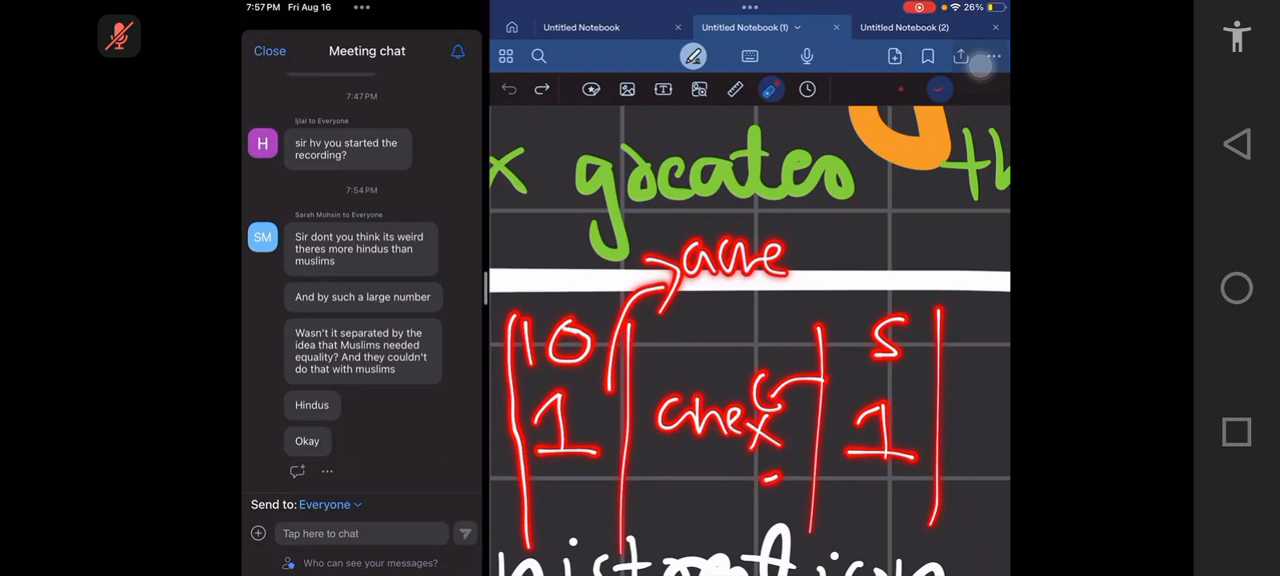 7:57 PM Fri Aug 16
26%
Close
Meeting chat
7:47 PM
Ijlal to Everyone
H
sir hv you started the
recording?
7:54 PM
Sarah Mohsin to Everyone
SM
Sir dont you think its weird
theres more hindus than
muslims
And by such a large number
Wasn't it separated by the
idea that Muslims needed
equality? And they couldn't
do that with muslims
Hindus
Okay
Send to: Everyone
Tap here to chat
Who can see your messages?
Untitled Notebook
Untitled Notebook (1)
Untitled Notebook (2)
10
5
1
1